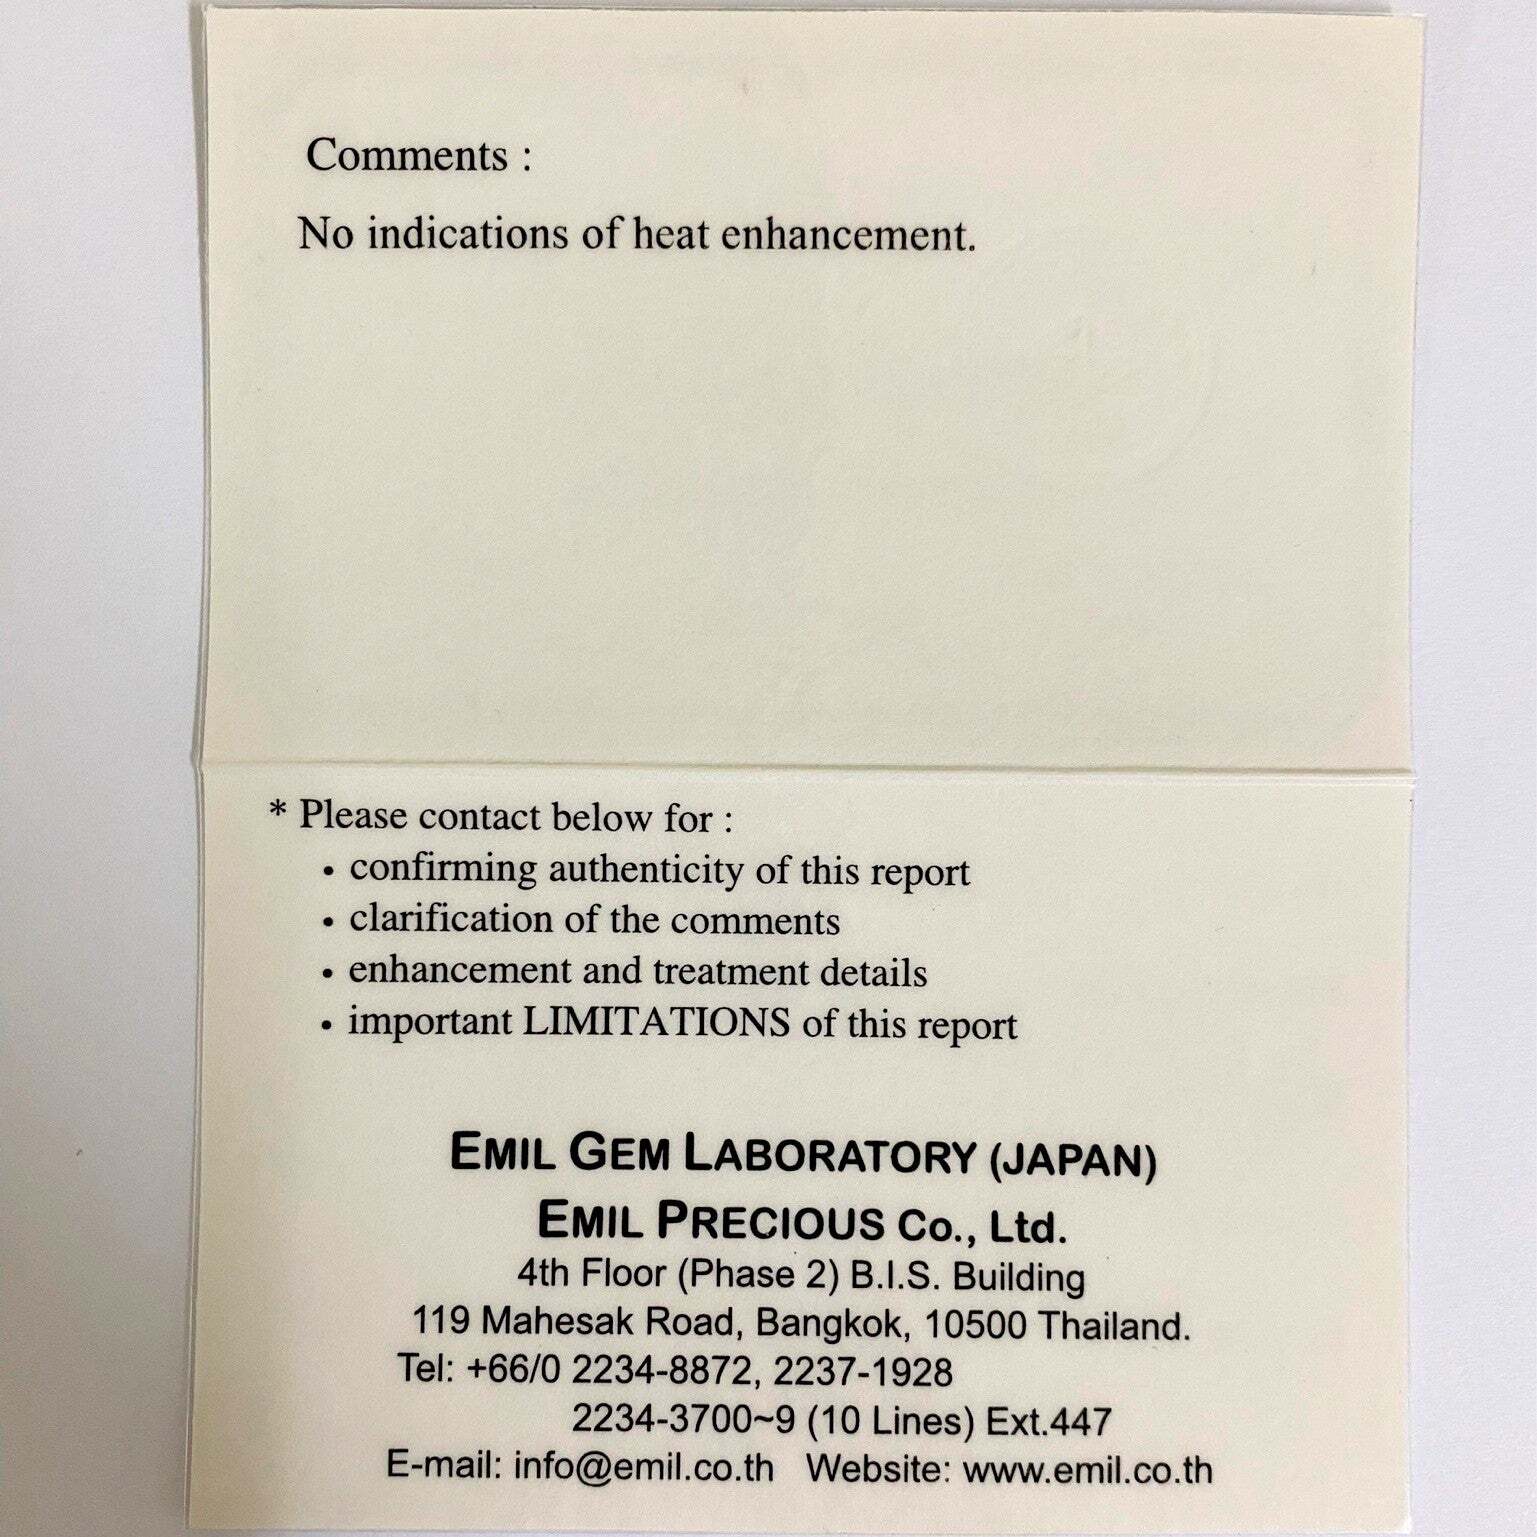 Comments :
No indications of heat enhancement.
* Please contact below for :
• confirming authenticity of this report
• clarification of the comments
• enhancement and treatment details
• important LIMITATIONS of this report
EMIL GEM LABORATORY (JAPAN)
EMIL PRECIOUS Co., Ltd.
4th Floor (Phase 2) B.I.S. Building
119 Mahesak Road, Bangkok, 10500 Thailand.
Tel: +66/0 2234-8872, 2237-1928
2234-3700~9 (10 Lines) Ext.447
E-mail: info@emil.co.th Website: www.emil.co.th